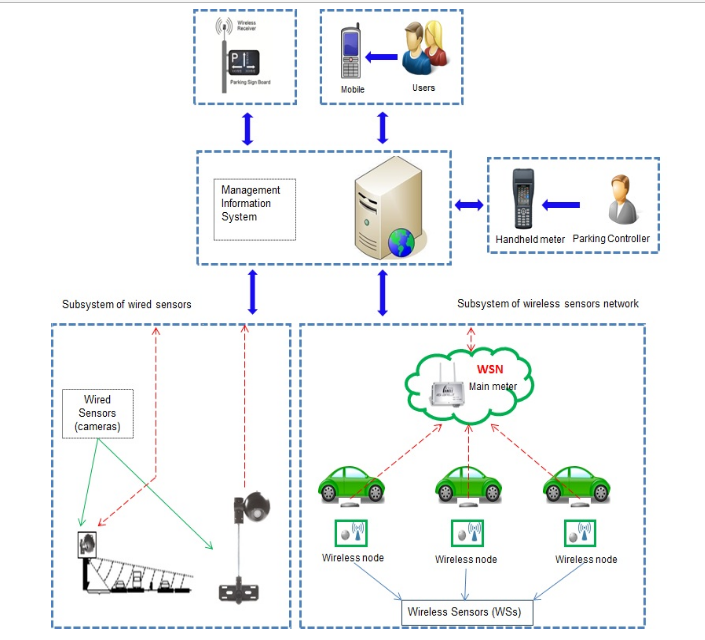 Wireless
Receiver
P
Parking Sign Board
Mobile
Users
Management
Information
System
Handheld meter
Parking Controller
Subsystem of wired sensors
Subsystem of wireless sensors network
WSN
Main meter
Wired
Sensors
(cameras)
Wireless node
Wireless node
Wireless node
Wireless Sensors (WSs)